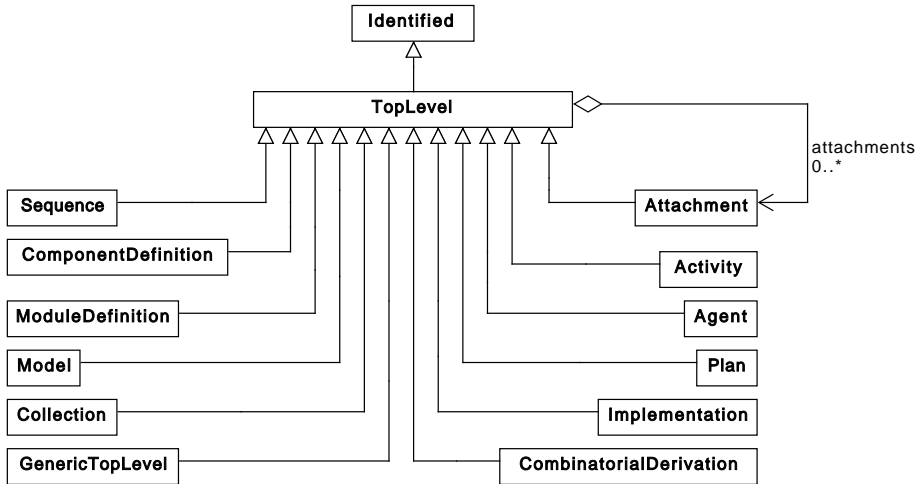 Identified
TopLevel
attachments
0..*
Sequence
Attachment
ComponentDefinition
Activity
ModuleDefinition
Agent
Model
Plan
Collection
Implementation
GenericTopLevel
CombinatorialDerivation